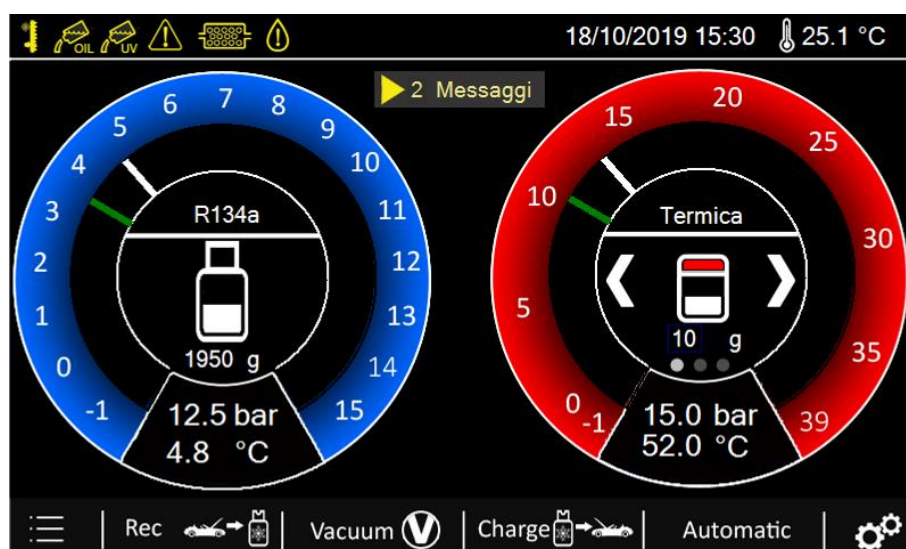 OIL UV 18/10/2019 15:30 25.1 °C
2 Messaggi
-1 0 1 2 3 4 5 6 7 8 9 10 11 12 13 14 15
R134a
1950 g
12.5 bar
4.8 °C
-1 0 5 10 15 20 25 30 35 39
Termica
10 g
15.0 bar
52.0 °C
Rec Vacuum V Charge Automatic